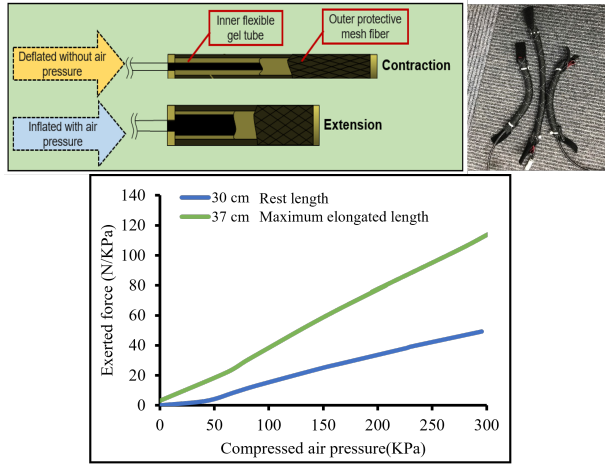 Inner flexible
gel tube
Outer protective
mesh fiber
Deflated without air
pressure
Contraction
Inflated with air
pressure
Extension
140
120
100
80
60
40
20
0
Exerted force (N/KPa)
30 cm Rest length
37 cm Maximum elongated length
0 50 100 150 200 250 300
Compressed air pressure(KPa)